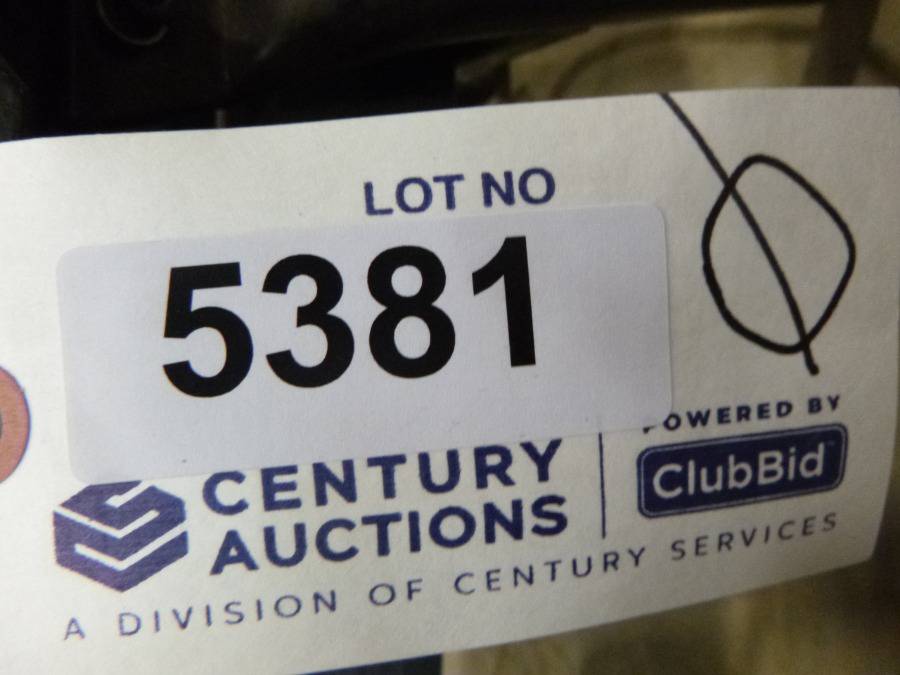 LOT NO
5381
CENTURY
AUCTIONS
POWERED BY
ClubBid
A DIVISION OF CENTURY SERVICES